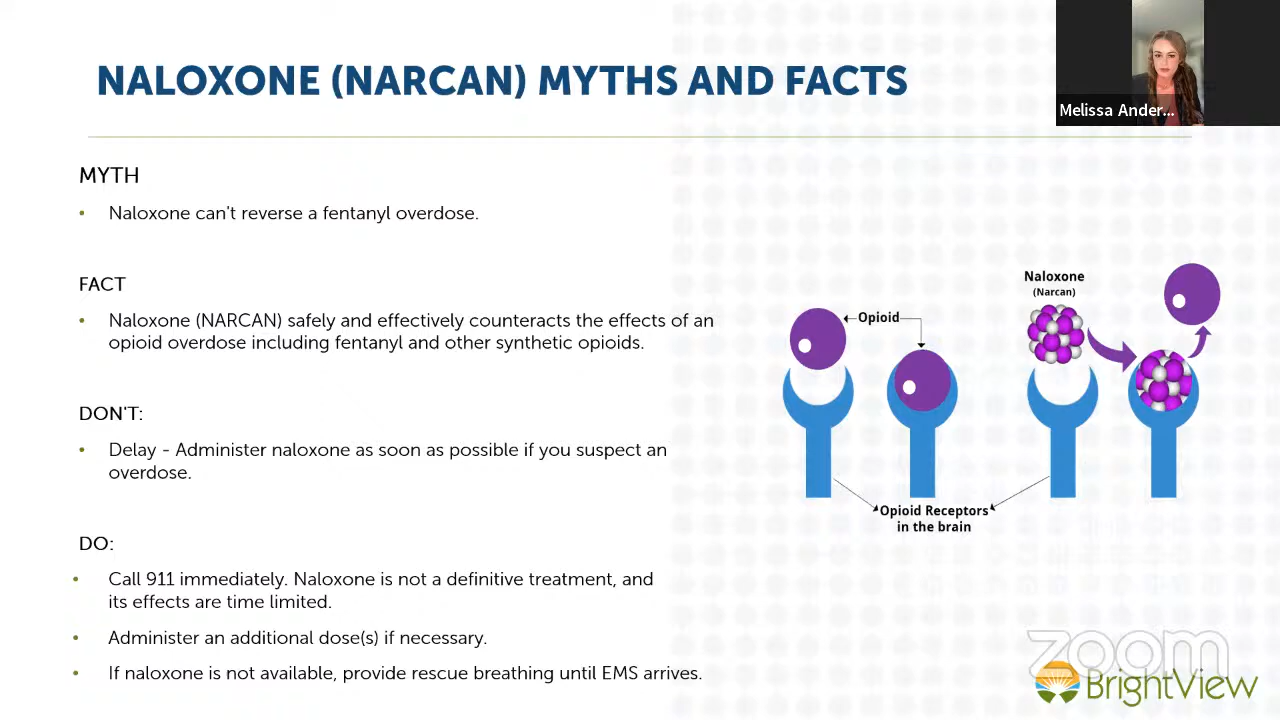 NALOXONE (NARCAN) MYTHS AND FACTS
Melissa Ander...
MYTH
• Naloxone can't reverse a fentanyl overdose.
FACT
• Naloxone (NARCAN) safely and effectively counteracts the effects of an
opioid overdose including fentanyl and other synthetic opioids.
DON'T:
• Delay - Administer naloxone as soon as possible if you suspect an
overdose.
DO:
• Call 911 immediately. Naloxone is not a definitive treatment, and
its effects are time limited.
• Administer an additional dose(s) if necessary.
• If naloxone is not available, provide rescue breathing until EMS arrives.
Opioid
Naloxone
(Narcan)
Opioid Receptors
in the brain
zoom
BrightView